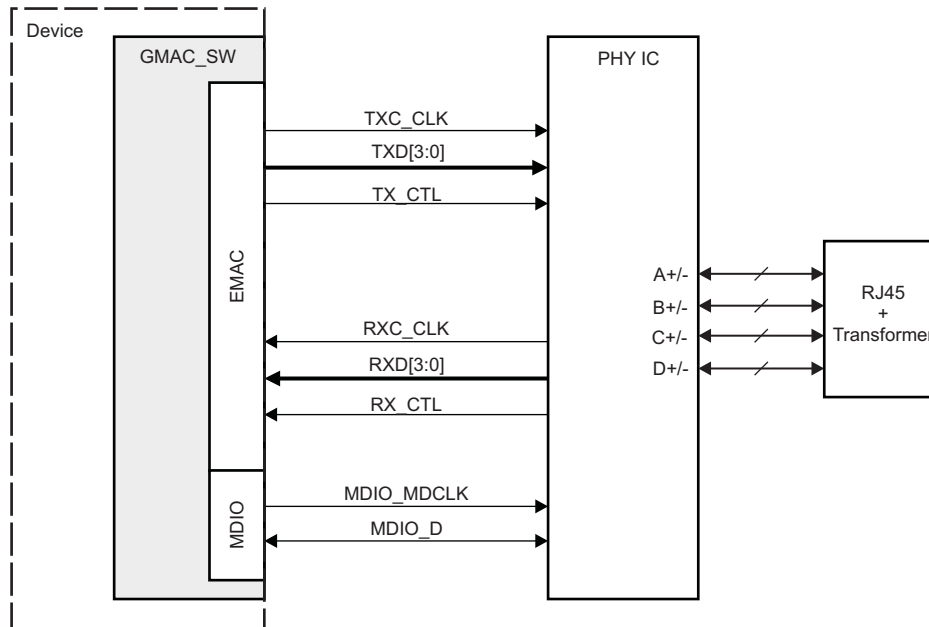 Device
GMAC_SW
PHY IC
TXC_CLK
TXD[3:0]
TX_CTL
EMAC
A+/-
B+/-
C+/-
D+/-
RJ45
+
Transformer
RXC_CLK
RXD[3:0]
RX_CTL
MDIO
MDIO_MDCLK
MDIO_D